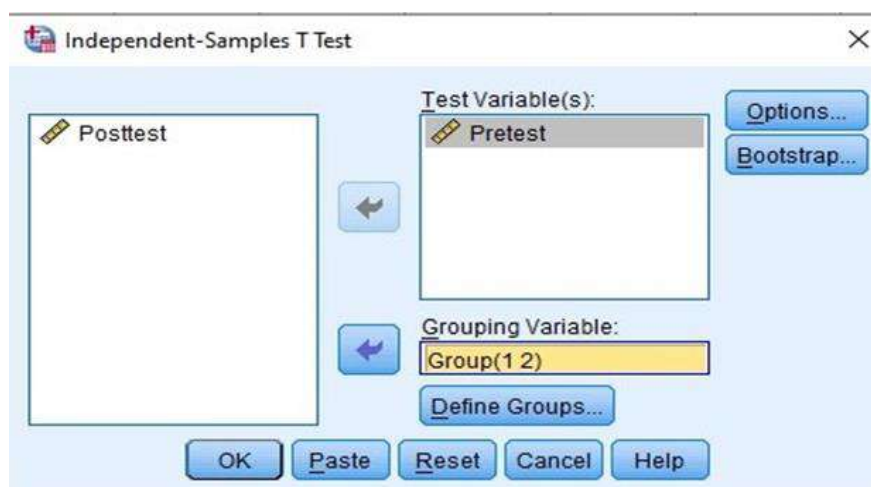 Independent-Samples T Test
Test Variable(s):
Posttest
Pretest
Options...
Bootstrap...
Grouping Variable:
Group(1 2)
Define Groups...
OK
Paste
Reset
Cancel
Help